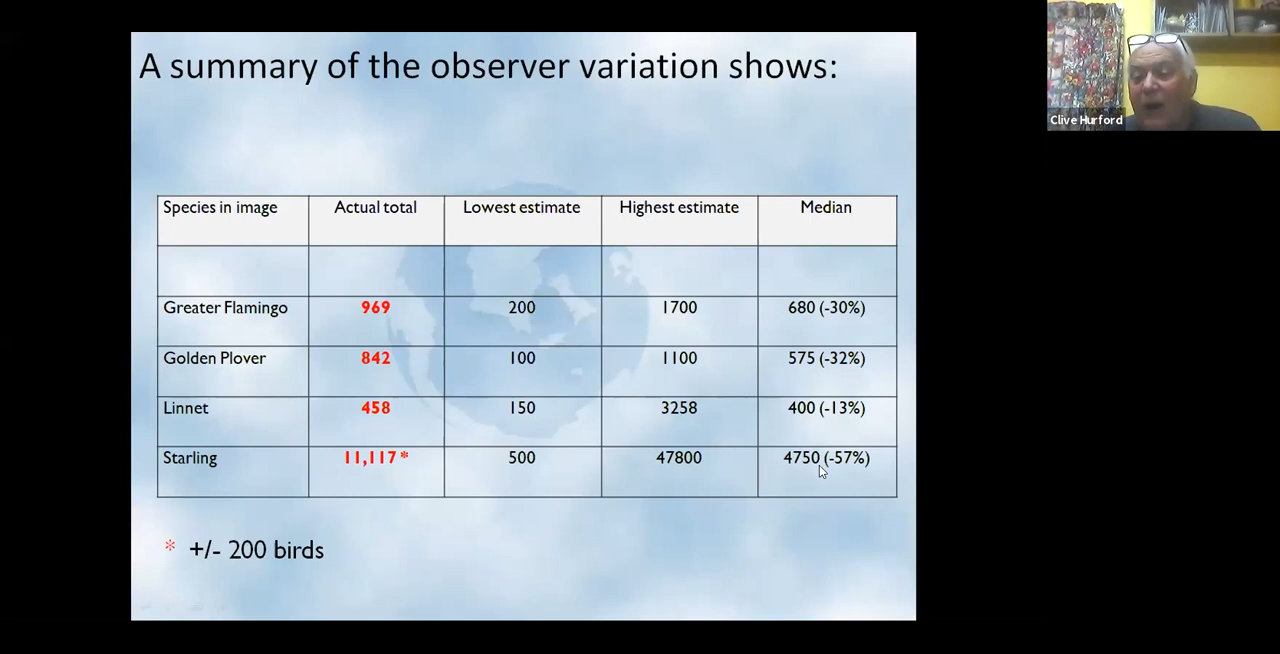 A summary of the observer variation shows:
Clive Hurford
Species in image Actual total Lowest estimate Highest estimate Median
Greater Flamingo 969 200 1700 680 (-30%)
Golden Plover 842 100 1100 575 (-32%)
Linnet 458 150 3258 400 (-13%)
Starling 11,117 * 500 47800 4750 (-57%)
* +/- 200 birds